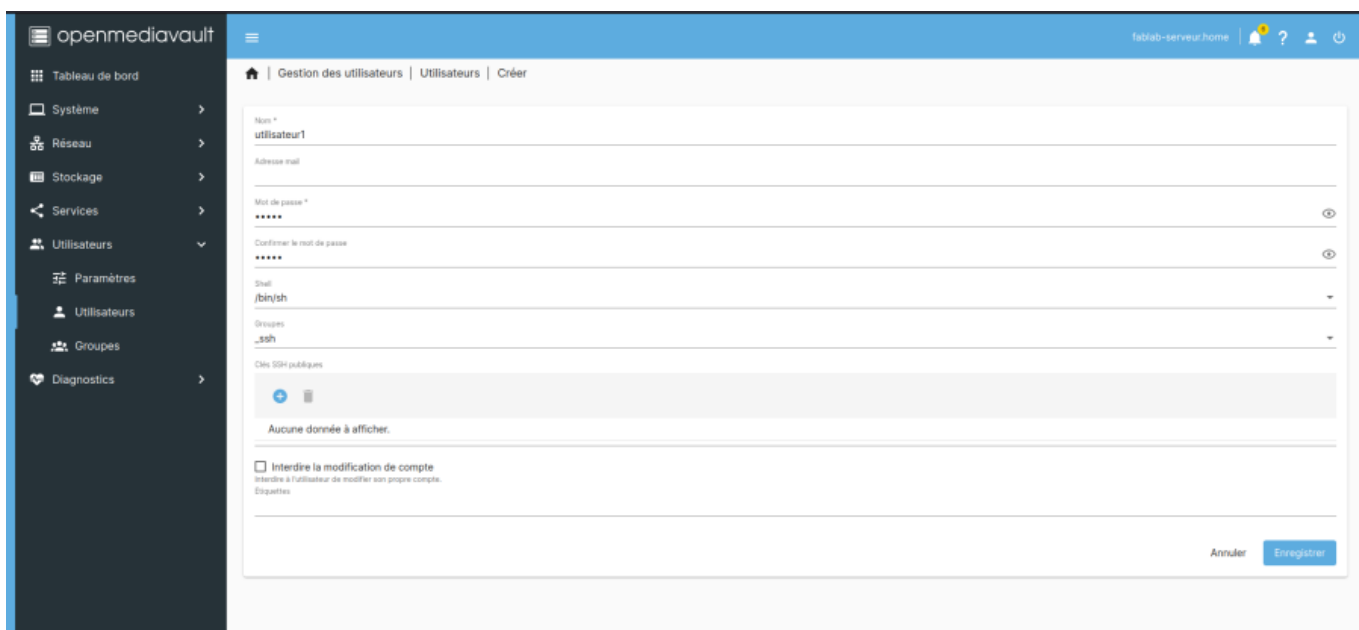 openmediavault
fablab-serveur.home | ?
Tableau de bord
Système
Réseau
Stockage
Services
Utilisateurs
Paramètres
Utilisateurs
Groupes
Diagnostics
| Gestion des utilisateurs | Utilisateurs | Créer
Nom *
utilisateur1
Adresse mail
Mot de passe *
•••••
Confirmer le mot de passe
•••••
Shell
/bin/sh
Groupes
_ssh
Clés SSH publiques
Aucune donnée à afficher.
Interdire la modification de compte
Interdire à l'utilisateur de modifier son propre compte.
Etiquettes
Annuler
Enregistrer